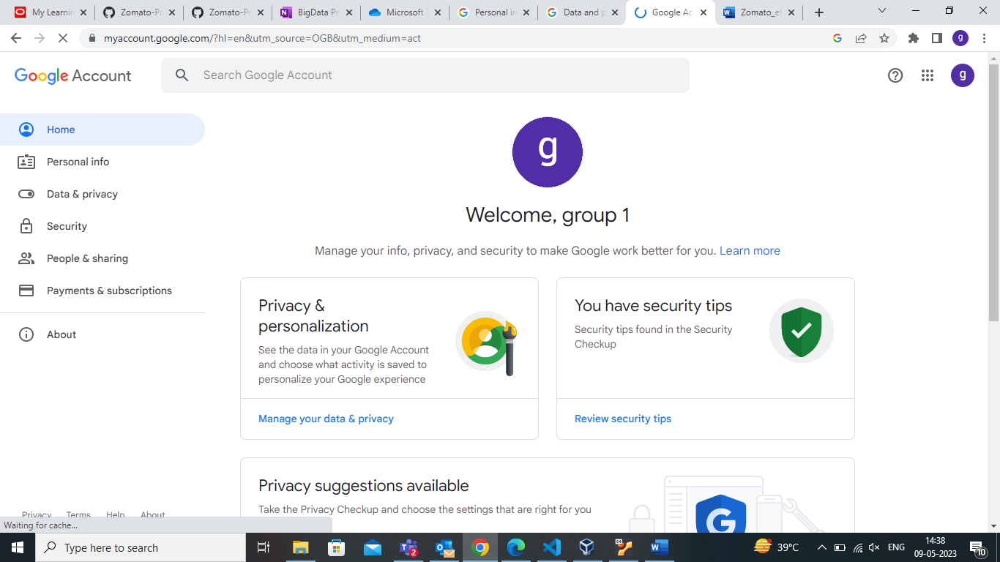 My Learnin
Zomato-Pr
Zomato-Pr
BigData Pr
Microsoft T
Personal in
Data and p
Google Ac
Zomato_et
myaccount.google.com/?hl=en&utm_source=OGB&utm_medium=act
g
Google Account
Search Google Account
g
Home
Personal info
Data & privacy
Security
People & sharing
Payments & subscriptions
About
g
Welcome, group 1
Manage your info, privacy, and security to make Google work better for you. Learn more
Privacy &
personalization
See the data in your Google Account
and choose what activity is saved to
personalize your Google experience
Manage your data & privacy
You have security tips
Security tips found in the Security
Checkup
Review security tips
Privacy suggestions available
Take the Privacy Checkup and choose the settings that are right for you
G
Privacy Terms Help About
Waiting for cache...
Type here to search
2
39°C
ENG
14:38
09-05-2023
10